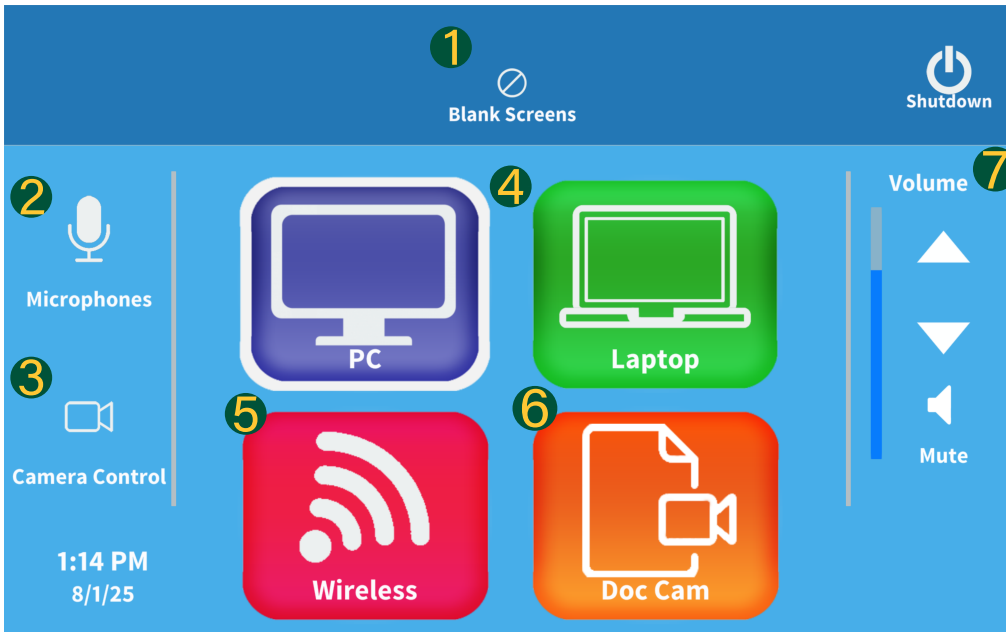 1
Blank Screens
Shutdown
2
Microphones
3
Camera Control
1:14 PM
8/1/25
PC
4
Laptop
5
Wireless
6
Doc Cam
7
Volume
Mute